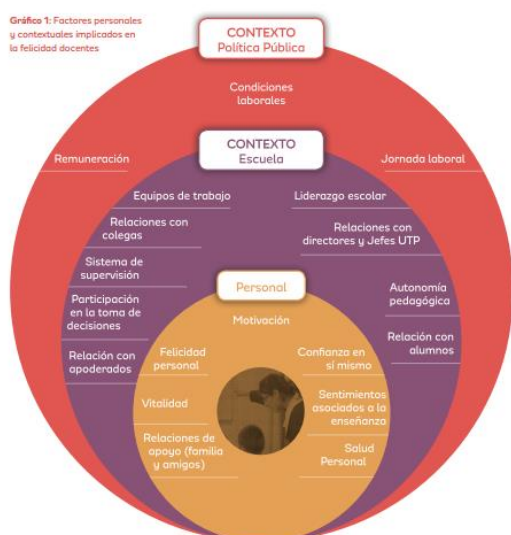 Gráfico 1: Factores personales
y contextuales implicados en
la felicidad docentes
CONTEXTO
Política Pública
Condiciones
laborales
Remuneración
Jornada laboral
CONTEXTO
Escuela
Equipos de trabajo
Liderazgo escolar
Relaciones con
colegas
Relaciones con
directores y Jefes UTP
Sistema de
supervisión
Autonomía
pedagógica
Participación
en la toma de
decisiones
Relación con
alumnos
Relación con
apoderados
Personal
Motivación
Felicidad
personal
Confianza en
sí mismo
Vitalidad
Sentimientos
asociados a la
enseñanza
Relaciones de
apoyo (familia
y amigos)
Salud
Personal